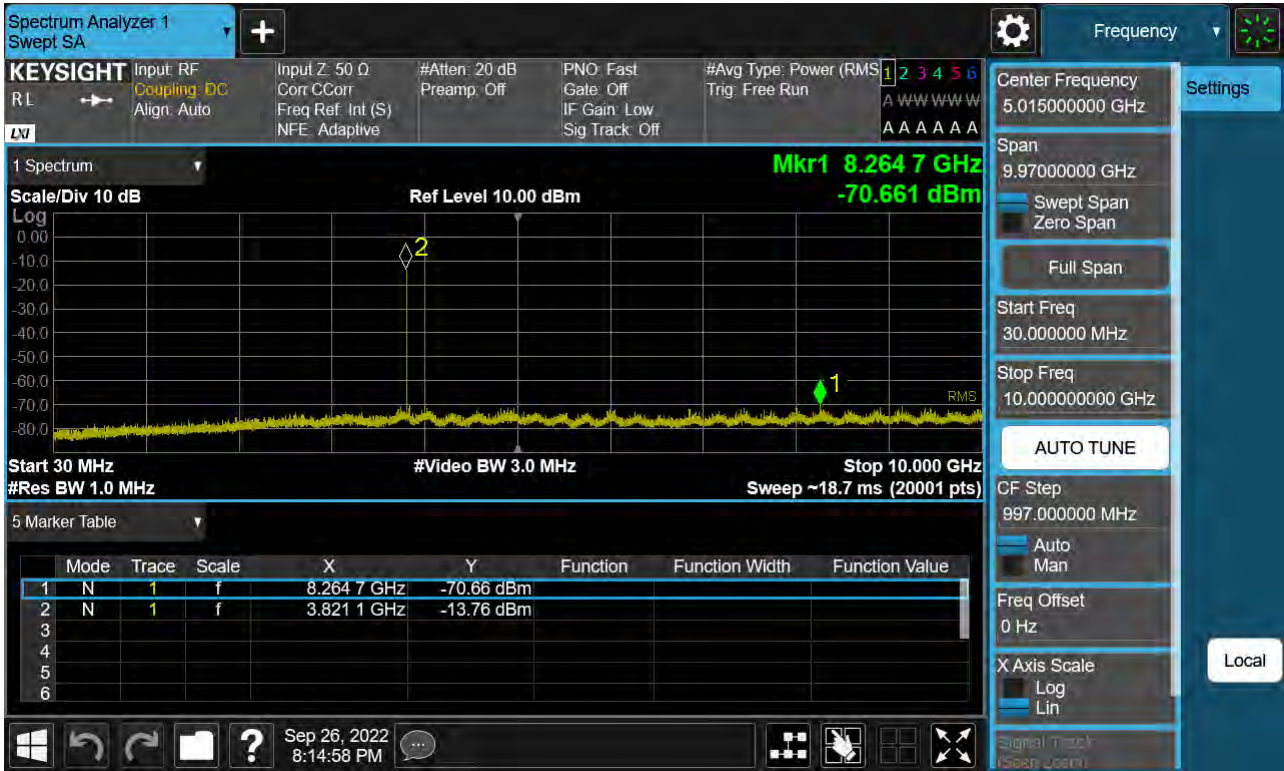 Spectrum Analyzer 1
Swept SA
+
Frequency
KEYSIGHT
RL
LXI
Input: RF
Coupling: DC
Align: Auto
Input Z: 50 Ω
Corr CCorr
Freq Ref: Int (S)
NFE: Adaptive
#Atten: 20 dB
Preamp: Off
PNO: Fast
Gate: Off
IF Gain: Low
Sig Track: Off
#Avg Type: Power (RMS
Trig: Free Run
1 2 3 4 5 6
A W W W W W
A A A A A A
1 Spectrum
Mkr1 8.264 7 GHz
Scale/Div 10 dB
Ref Level 10.00 dBm
-70.661 dBm
Log
0.00
-10.0
-20.0
-30.0
-40.0
-50.0
-60.0
-70.0
-80.0
2
1
RMS
Start 30 MHz
#Video BW 3.0 MHz
Stop 10.000 GHz
#Res BW 1.0 MHz
Sweep ~18.7 ms (20001 pts)
5 Marker Table
Mode Trace Scale X Y Function Function Width Function Value
1 N 1 f 8.264 7 GHz -70.66 dBm
2 N 1 f 3.821 1 GHz -13.76 dBm
3
4
5
6
?
Sep 26, 2022
8:14:58 PM
Center Frequency
5.015000000 GHz
Span
9.97000000 GHz
Swept Span
Zero Span
Full Span
Start Freq
30.000000 MHz
Stop Freq
10.000000000 GHz
AUTO TUNE
CF Step
997.000000 MHz
Auto
Man
Freq Offset
0 Hz
X Axis Scale
Log
Lin
Signal Track
(Span Zoom)
Settings
Local